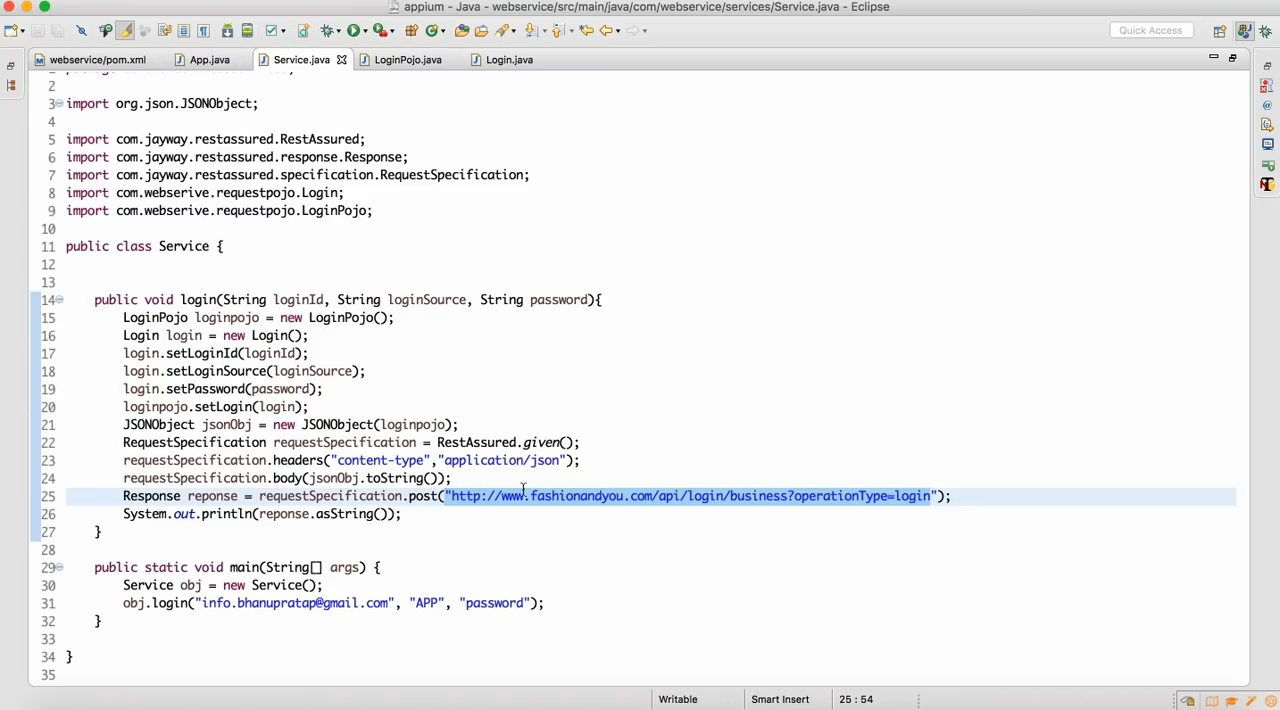 appium - Java - webservice/src/main/java/com/webservice/services/Service.java - Eclipse
Quick Access
webservice/pom.xml App.java Service.java LoginPojo.java Login.java
2
3 import org.json.JSONObject;
4
5 import com.jayway.restassured.RestAssured;
6 import com.jayway.restassured.response.Response;
7 import com.jayway.restassured.specification.RequestSpecification;
8 import com.webserive.requestpojo.Login;
9 import com.webserive.requestpojo.LoginPojo;
10
11 public class Service {
12
13
14 public void login(String loginId, String loginSource, String password){
15 LoginPojo loginpojo = new LoginPojo();
16 Login login = new Login();
17 login.setLoginId(loginId);
18 login.setLoginSource(loginSource);
19 login.setPassword(password);
20 loginpojo.setLogin(login);
21 JSONObject jsonObj = new JSONObject(loginpojo);
22 RequestSpecification requestSpecification = RestAssured.given();
23 requestSpecification.headers("content-type","application/json");
24 requestSpecification.body(jsonObj.toString());
25 Response reponse = requestSpecification.post("http://www.fashionandyou.com/api/login/business?operationType=login");
26 System.out.println(reponse.asString());
27 }
28
29 public static void main(String[] args) {
30 Service obj = new Service();
31 obj.login("info.bhanupratap@gmail.com", "APP", "password");
32 }
33
34 }
35
Writable Smart Insert 25 : 54